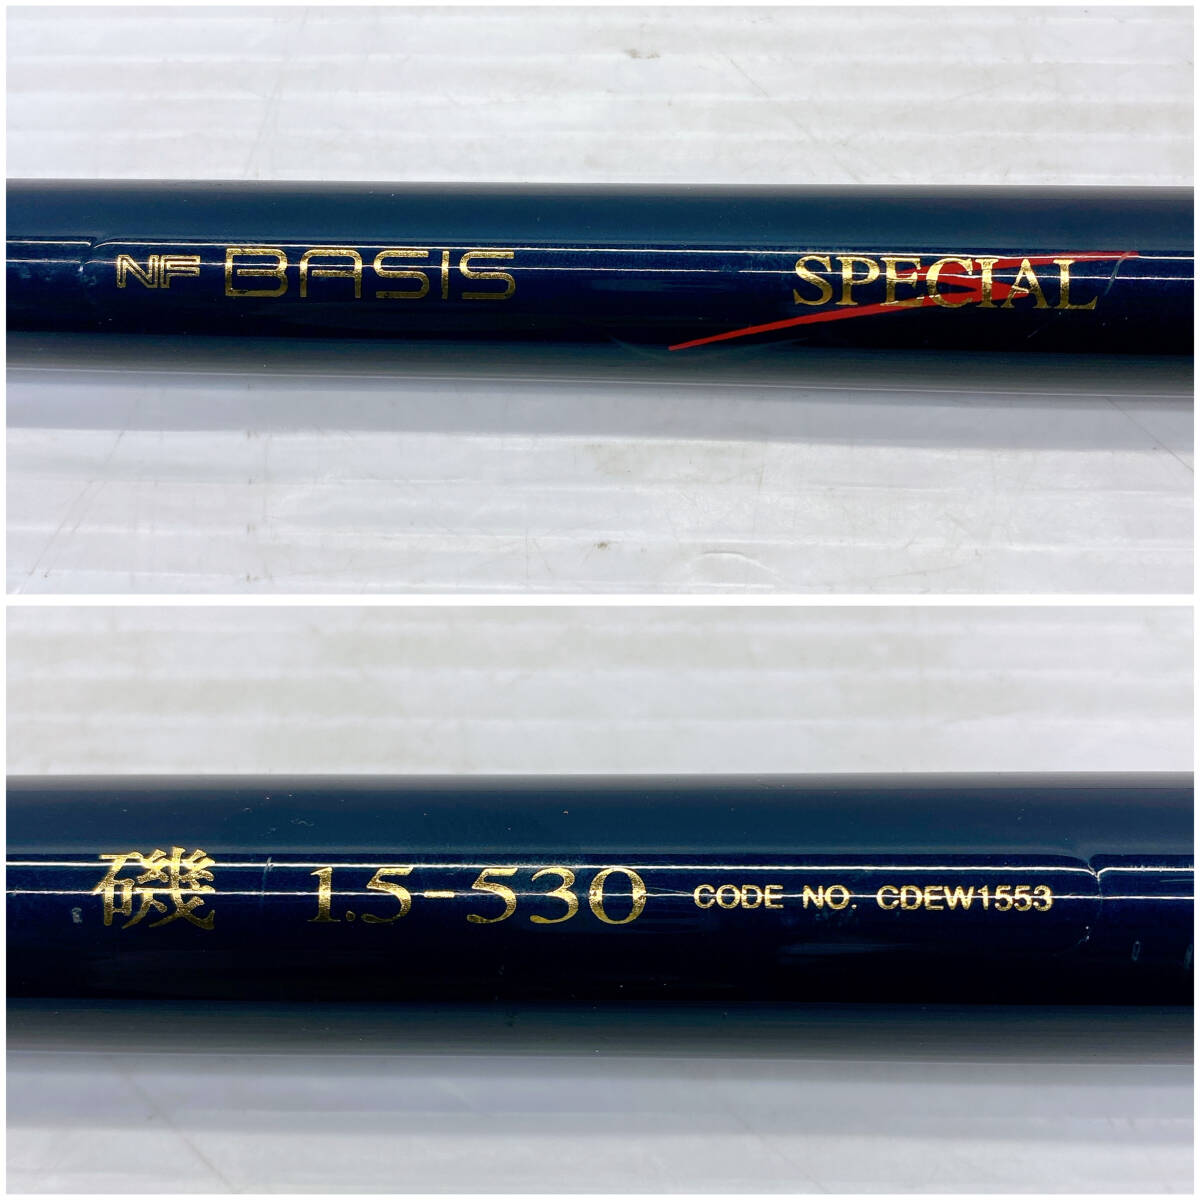 NF BASIS SPECIAL
磯 1.5-530 CODE NO. CDEW1553